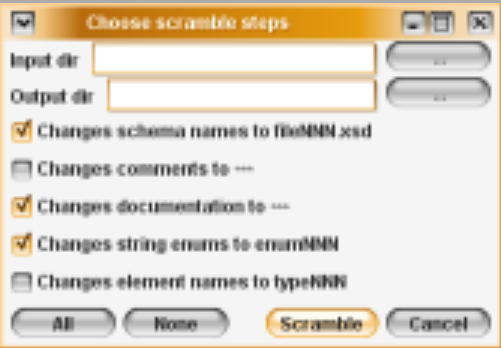 Choose scramble steps
Input dir ...
Output dir ...
Changes schema names to fileNNN.xsd
Changes comments to ---
Changes documentation to ---
Changes string enums to enumNNN
Changes element names to typeNNN
All None Scramble Cancel